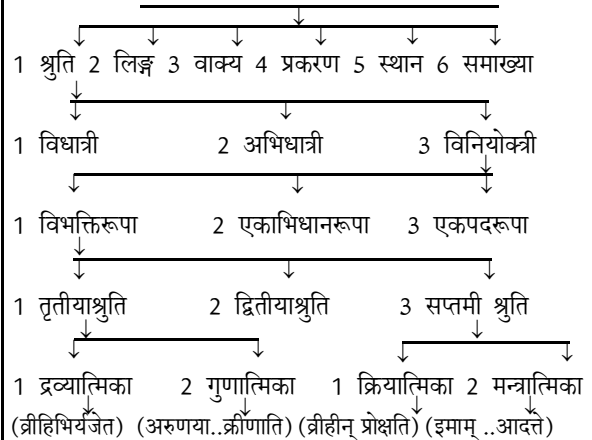 1 श्रुति 2 लिङ्ग 3 वाक्य 4 प्रकरण 5 स्थान 6 समाख्या
1 विधात्री 2 अभिधात्री 3 विनियोक्त्री
1 विभक्तिरूपा 2 एकाभिधानरूपा 3 एकपदरूपा
1 तृतीयाश्रुति 2 द्वितीयाश्रुति 3 सप्तमी श्रुति
1 द्रव्यात्मिका 2 गुणात्मिका 1 क्रियात्मिका 2 मन्त्रात्मिका
(व्रीहिभिर्यजेत) (अरुणया..क्रीणाति) (व्रीहीन् प्रोक्षति) (इमाम् ..आदत्ते)